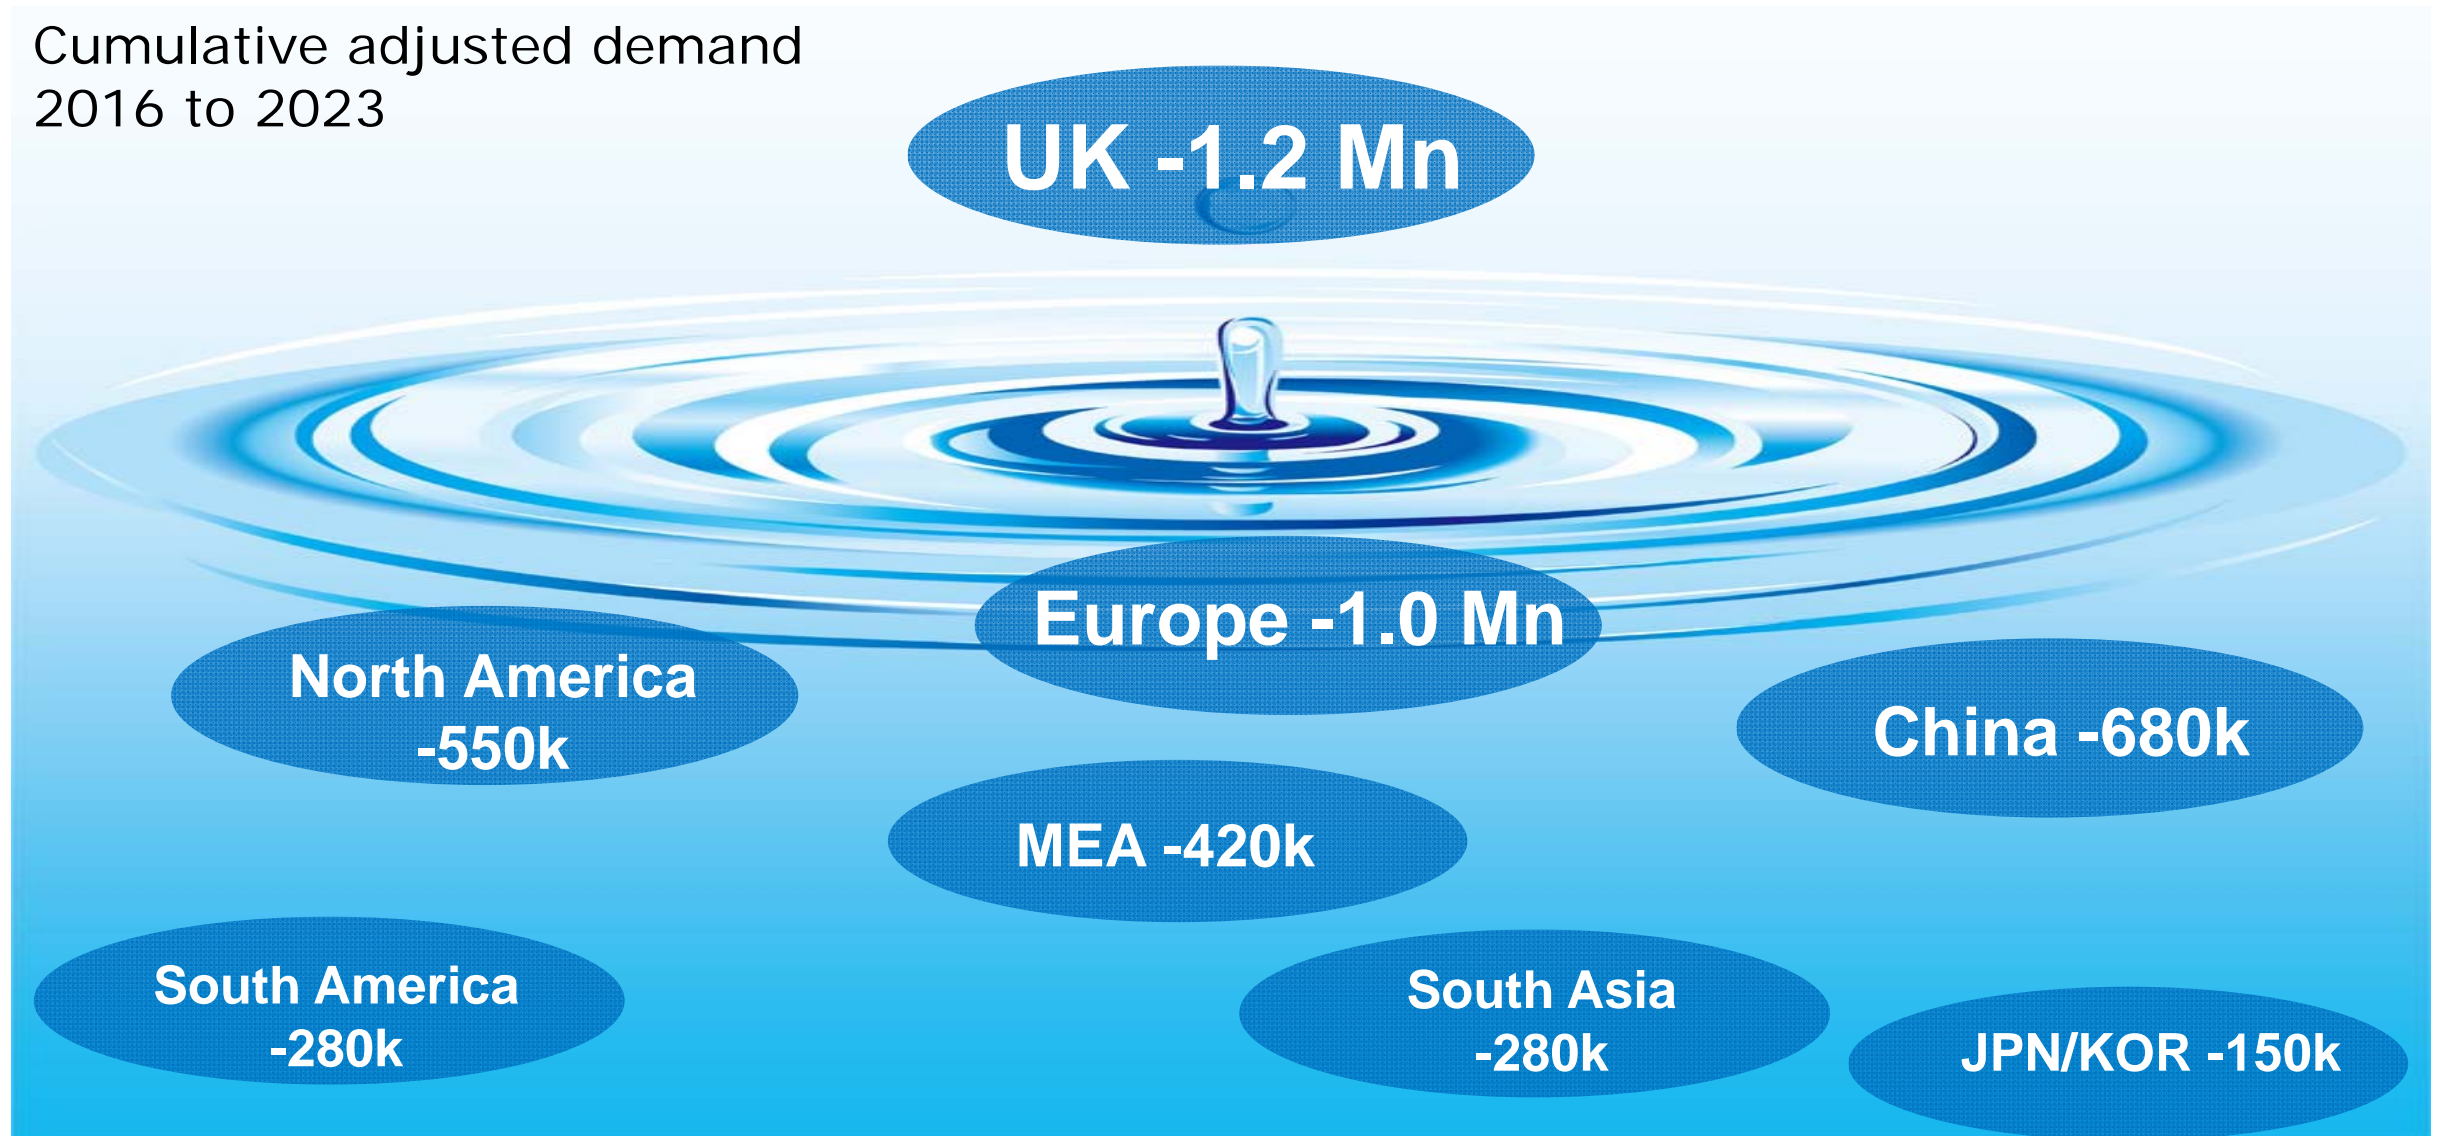 Cumulative adjusted demand
2016 to 2023
UK -1.2 Mn
Europe -1.0 Mn
North America
-550k
China -680k
MEA -420k
South America
-280k
South Asia
-280k
JPN/KOR -150k